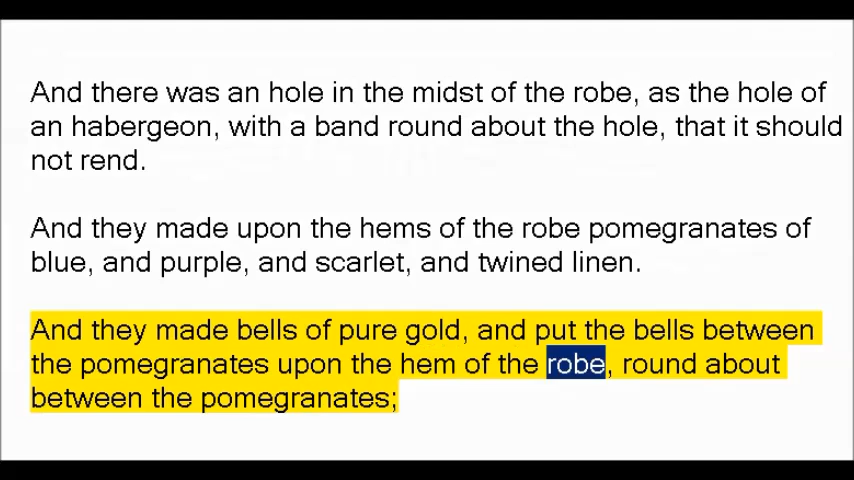 And there was an hole in the midst of the robe, as the hole of
an habergeon, with a band round about the hole, that it should
not rend.
And they made upon the hems of the robe pomegranates of
blue, and purple, and scarlet, and twined linen.
And they made bells of pure gold, and put the bells between
the pomegranates upon the hem of the robe, round about
between the pomegranates;